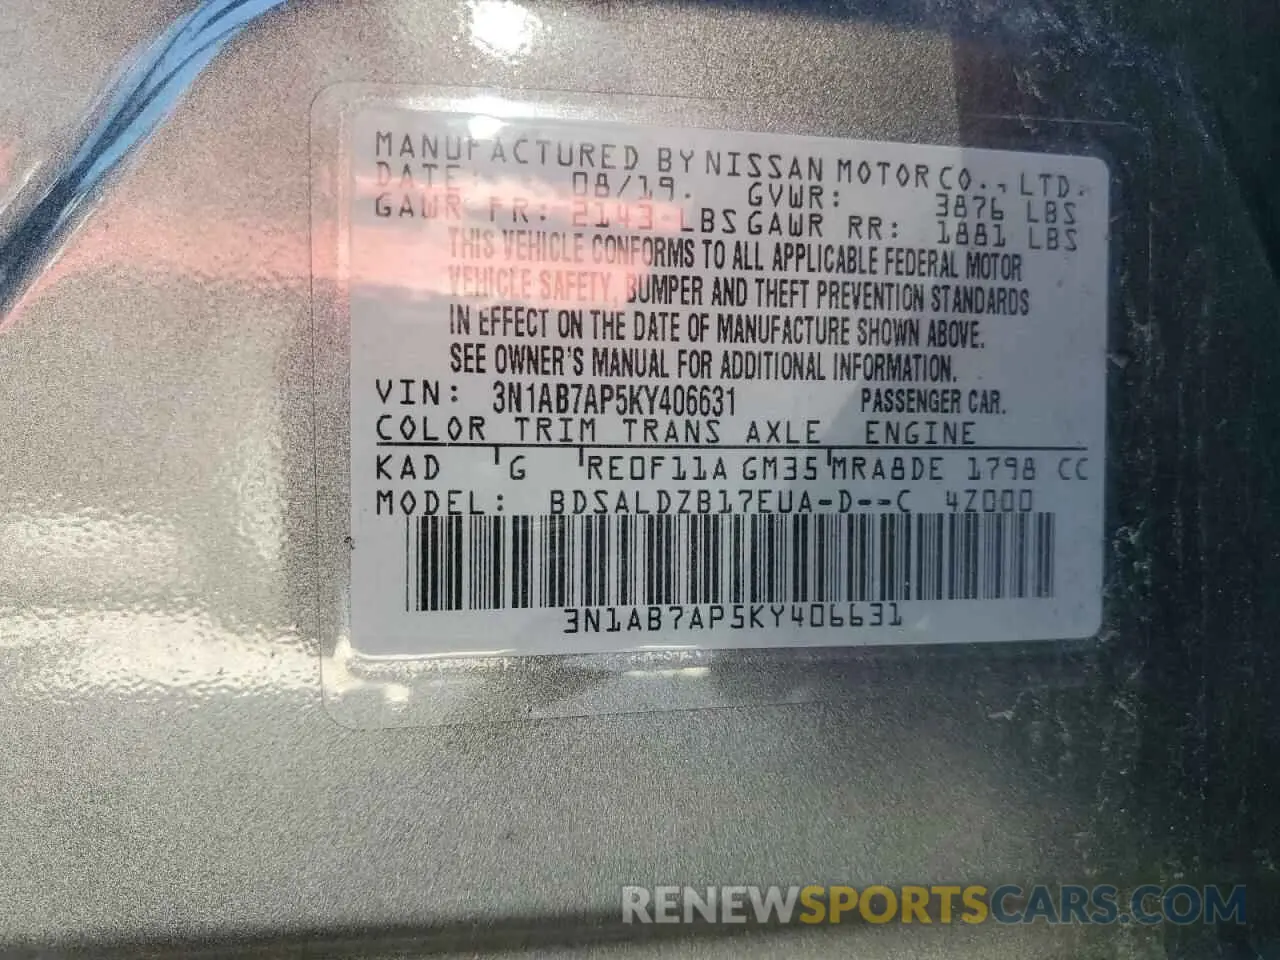 MANUFACTURED BY NISSAN MOTOR CO., LTD.
DATE: 08/19. GVWR: 3876 LBS
GAWR FR: 2143 LBS GAWR RR: 1881 LBS
THIS VEHICLE CONFORMS TO ALL APPLICABLE FEDERAL MOTOR
VEHICLE SAFETY, BUMPER AND THEFT PREVENTION STANDARDS
IN EFFECT ON THE DATE OF MANUFACTURE SHOWN ABOVE.
SEE OWNER'S MANUAL FOR ADDITIONAL INFORMATION.
VIN: 3N1AB7AP5KY406631 PASSENGER CAR.
COLOR TRIM TRANS AXLE ENGINE
KAD G RE0F11A GM35 MRA8DE 1798 CC
MODEL: BDSALDZB17EUA-D--C 4Z000
3N1AB7AP5KY406631
RENEWSPORTSCARS.COM